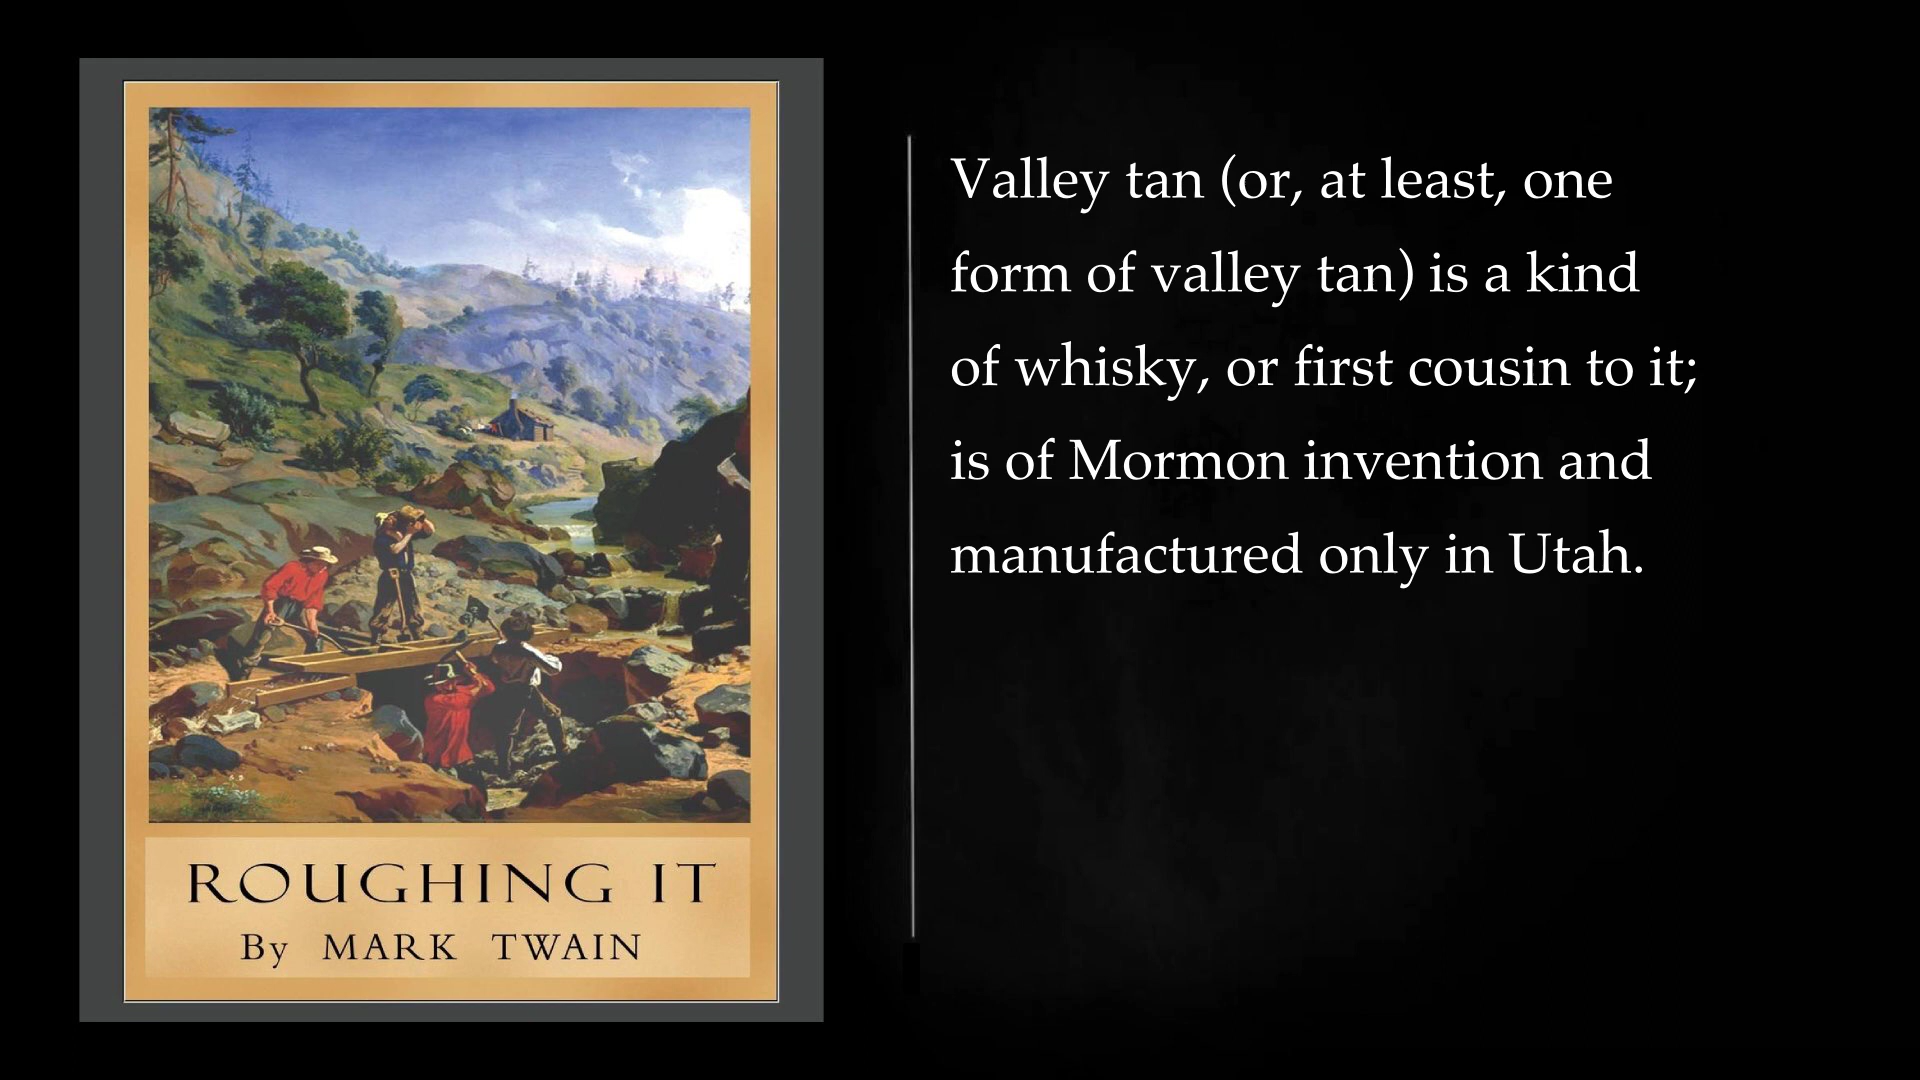 Valley tan (or, at least, one
form of valley tan) is a kind
of whisky, or first cousin to it;
is of Mormon invention and
manufactured only in Utah.
ROUGHING IT
By MARK TWAIN